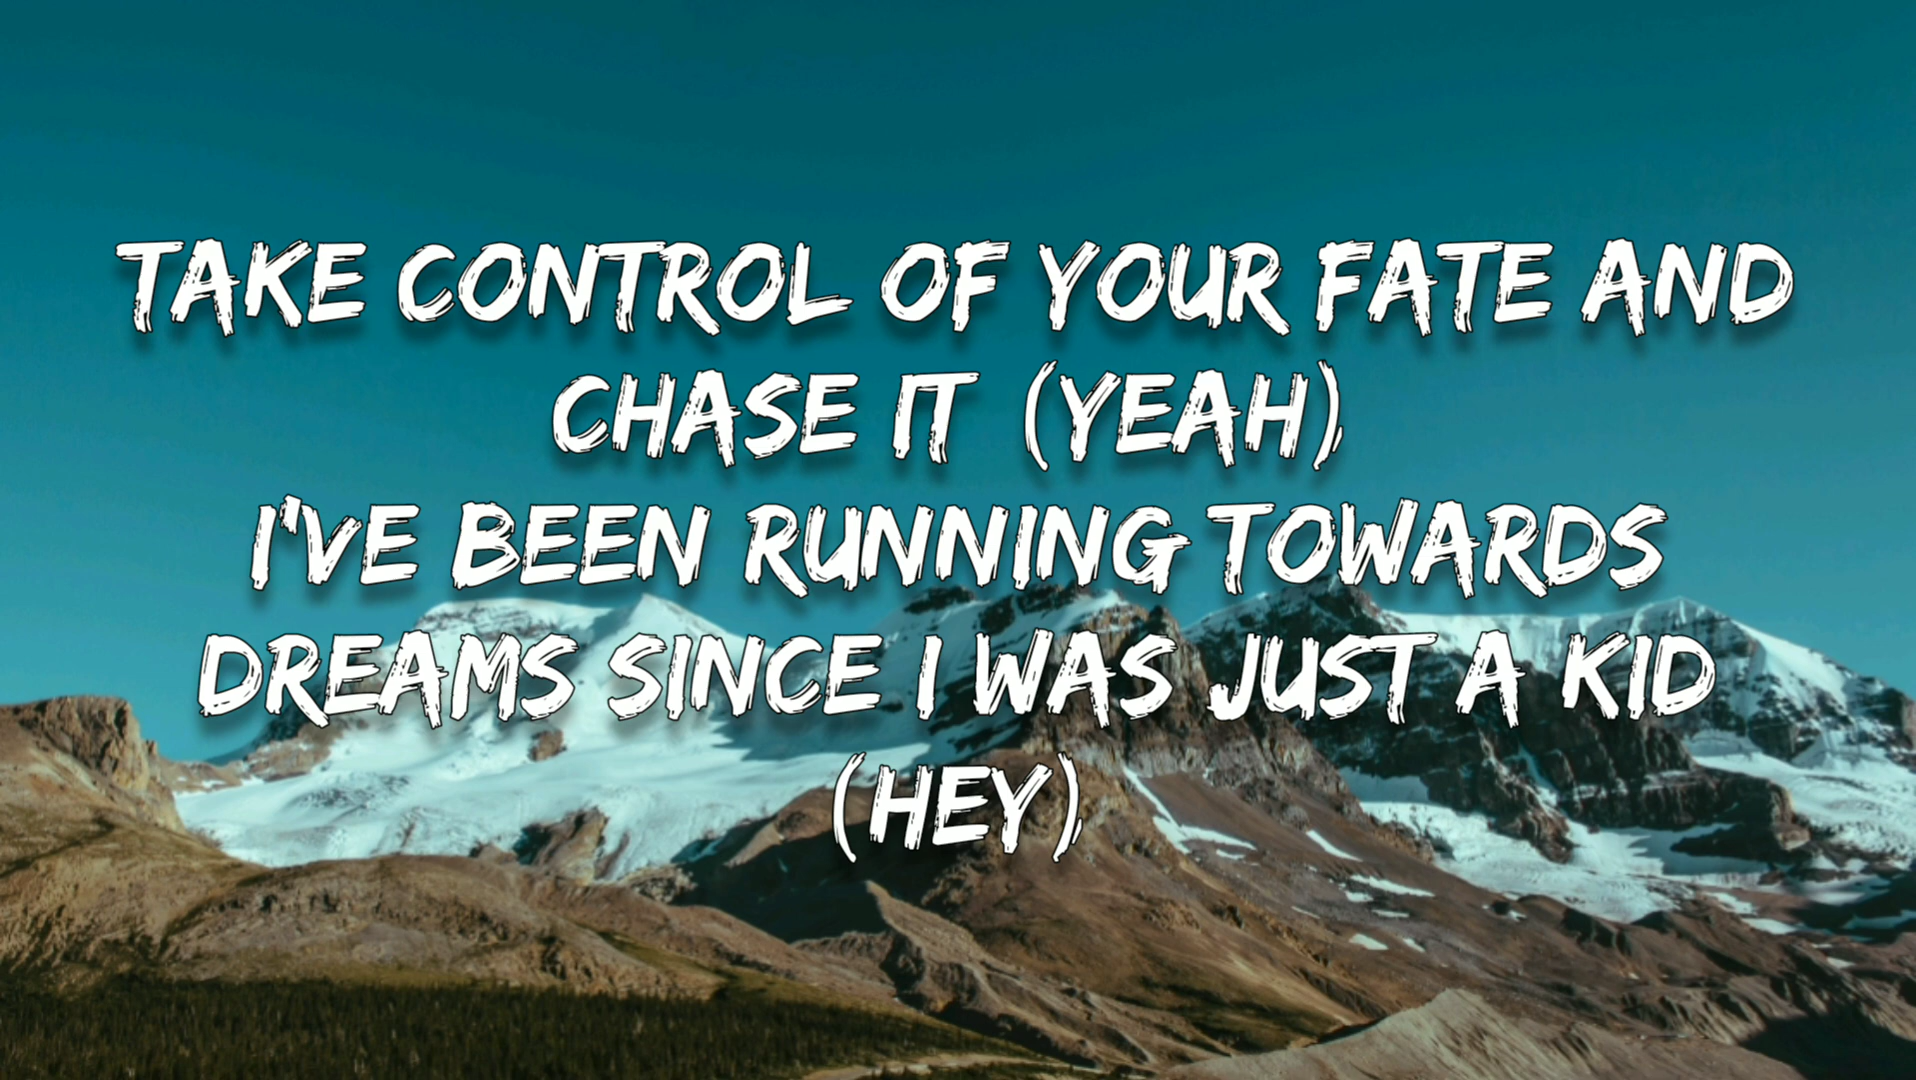 TAKE CONTROL OF YOUR FATE AND
CHASE IT (YEAH)
I'VE BEEN RUNNING TOWARDS
DREAMS SINCE I WAS JUST A KID
(HEY)